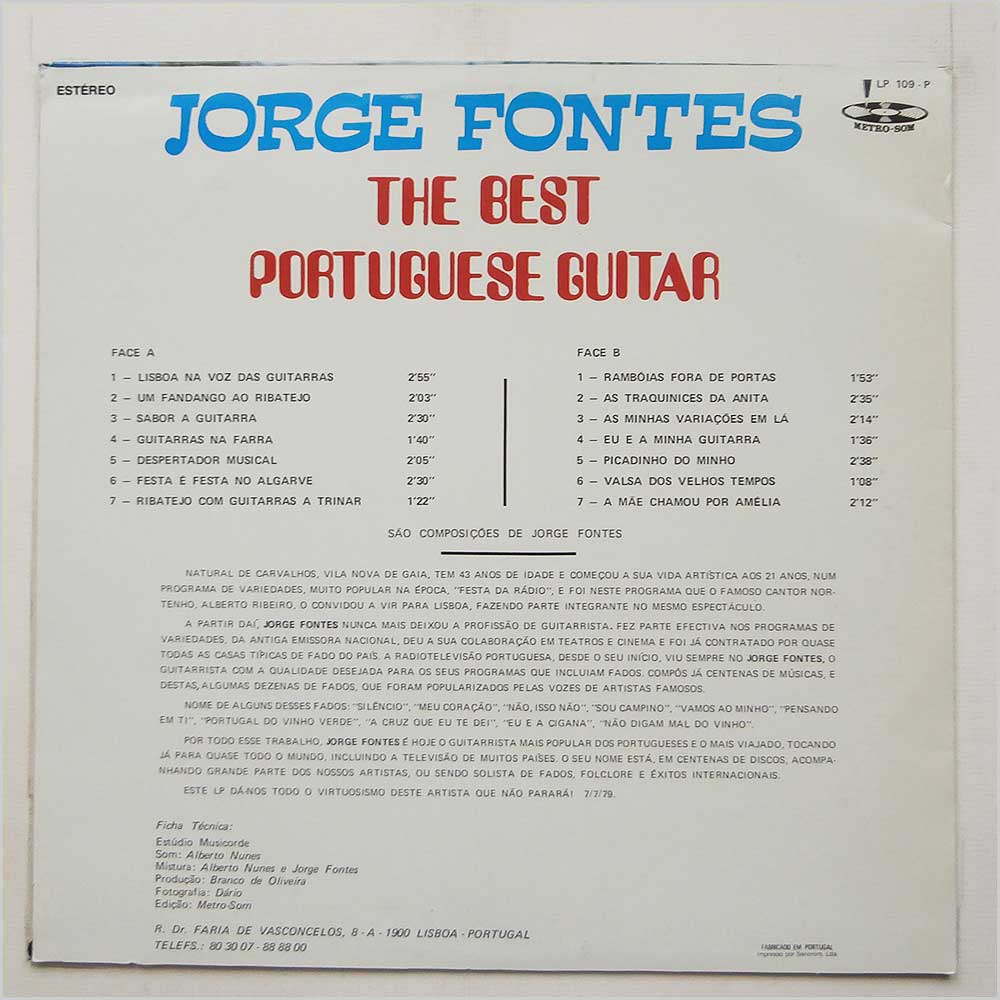 ESTÉREO
LP 109 - P
METRO-SOM
JORGE FONTES
THE BEST
PORTUGUESE GUITAR
FACE A
1 – LISBOA NA VOZ DAS GUITARRAS 2'55"
2 – UM FANDANGO AO RIBATEJO 2'03"
3 – SABOR A GUITARRA 2'30"
4 – GUITARRAS NA FARRA 1'40"
5 – DESPERTADOR MUSICAL 2'05"
6 – FESTA É FESTA NO ALGARVE 2'30"
7 – RIBATEJO COM GUITARRAS A TRINAR 1'22"
FACE B
1 – RAMBÓIAS FORA DE PORTAS 1'53"
2 – AS TRAQUINICES DA ANITA 2'35"
3 – AS MINHAS VARIAÇÕES EM LÁ 2'14"
4 – EU E A MINHA GUITARRA 1'36"
5 – PICADINHO DO MINHO 2'38"
6 – VALSA DOS VELHOS TEMPOS 1'08"
7 – A MÃE CHAMOU POR AMÉLIA 2'12"
SÃO COMPOSIÇÕES DE JORGE FONTES
NATURAL DE CARVALHOS, VILA NOVA DE GAIA, TEM 43 ANOS DE IDADE E COMEÇOU A SUA VIDA ARTÍSTICA AOS 21 ANOS, NUM
PROGRAMA DE VARIEDADES, MUITO POPULAR NA ÉPOCA, "FESTA DA RÁDIO", E FOI NESTE PROGRAMA QUE O FAMOSO CANTOR NOR-
TENHO, ALBERTO RIBEIRO, O CONVIDOU A VIR PARA LISBOA, FAZENDO PARTE INTEGRANTE NO MESMO ESPECTÁCULO.
A PARTIR DAÍ, JORGE FONTES NUNCA MAIS DEIXOU A PROFISSÃO DE GUITARRISTA. FEZ PARTE EFECTIVA NOS PROGRAMAS DE
VARIEDADES, DA ANTIGA EMISSORA NACIONAL, DEU A SUA COLABORAÇÃO EM TEATROS E CINEMA E FOI JÁ CONTRATADO POR QUASE
TODAS AS CASAS TÍPICAS DE FADO DO PAÍS. A RADIOTELEVISÃO PORTUGUESA, DESDE O SEU INÍCIO, VIU SEMPRE NO JORGE FONTES, O
GUITARRISTA COM A QUALIDADE DESEJADA PARA OS SEUS PROGRAMAS QUE INCLUIAM FADOS. COMPÔS JÁ CENTENAS DE MÚSICAS, E
DESTAS, ALGUMAS DEZENAS DE FADOS, QUE FORAM POPULARIZADOS PELAS VOZES DE ARTISTAS FAMOSOS.
NOME DE ALGUNS DESSES FADOS: "SILÊNCIO", "MEU CORAÇÃO", "NÃO, ISSO NÃO", "SOU CAMPINO", "VAMOS AO MINHO", "PENSANDO
EM TI", "PORTUGAL DO VINHO VERDE", "A CRUZ QUE EU TE DEI", "EU E A CIGANA", "NÃO DIGAM MAL DO VINHO".
POR TODO ESSE TRABALHO, JORGE FONTES É HOJE O GUITARRISTA MAIS POPULAR DOS PORTUGUESES E O MAIS VIAJADO, TOCANDO
JÁ PARA QUASE TODO O MUNDO, INCLUINDO A TELEVISÃO DE MUITOS PAÍSES. O SEU NOME ESTÁ, EM CENTENAS DE DISCOS, ACOMPA-
NHANDO GRANDE PARTE DOS NOSSOS ARTISTAS, OU SENDO SOLISTA DE FADOS, FOLCLORE E ÊXITOS INTERNACIONAIS.
ESTE LP DÁ-NOS TODO O VIRTUOSISMO DESTE ARTISTA QUE NÃO PARARÁ! 7/7/79.
Ficha Técnica:
Estúdio Musicorde
Som: Alberto Nunes
Mistura: Alberto Nunes e Jorge Fontes
Produção: Branco de Oliveira
Fotografia: Dário
Edição: Metro-Som
R. Dr. FARIA DE VASCONCELOS, 8 - A - 1900 LISBOA - PORTUGAL
TELEFS.: 80 30 07 - 88 88 00
FABRICADO EM PORTUGAL
Impresso por Lda